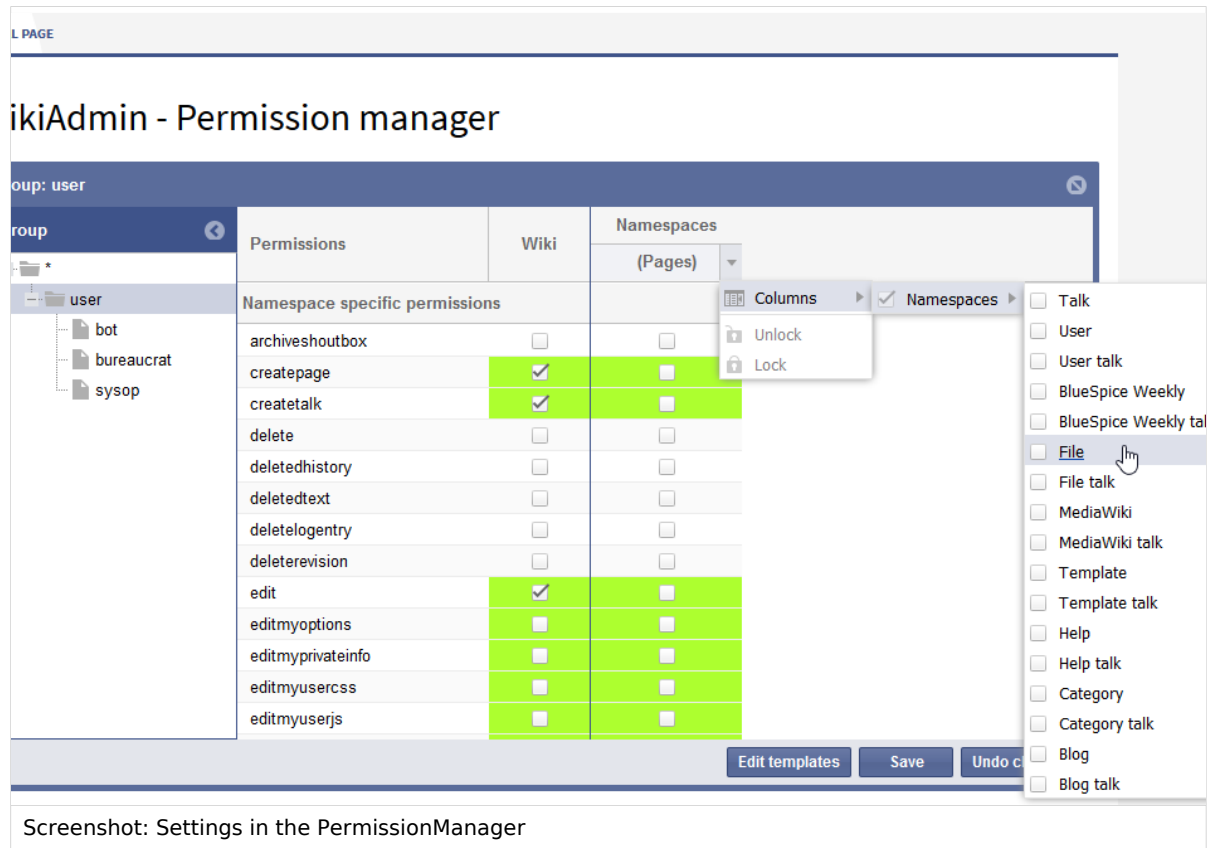 L PAGE
ikiAdmin - Permission manager
oup: user
roup
Permissions
Wiki
Namespaces
(Pages)
*
user
bot
bureaucrat
sysop
Namespace specific permissions
archiveshoutbox
createpage
createtalk
delete
deletedhistory
deletedtext
deletelogentry
deleterevision
edit
editmyoptions
editmyprivateinfo
editmyusercss
editmyuserjs
Columns
Unlock
Lock
Namespaces
Talk
User
User talk
BlueSpice Weekly
BlueSpice Weekly tal
File
File talk
MediaWiki
MediaWiki talk
Template
Template talk
Help
Help talk
Category
Category talk
Blog
Blog talk
Edit templates
Save
Undo c
Screenshot: Settings in the PermissionManager